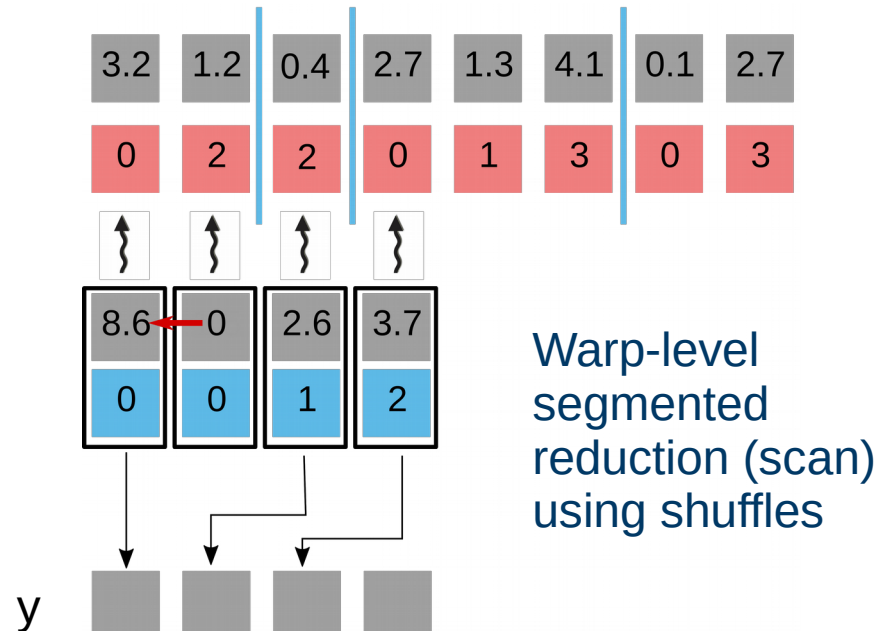 3.2 1.2 0.4 2.7 1.3 4.1 0.1 2.7
0 2 2 0 1 3 0 3
8.6 0 2.6 3.7
0 0 1 2
Warp-level
segmented
reduction (scan)
using shuffles
y